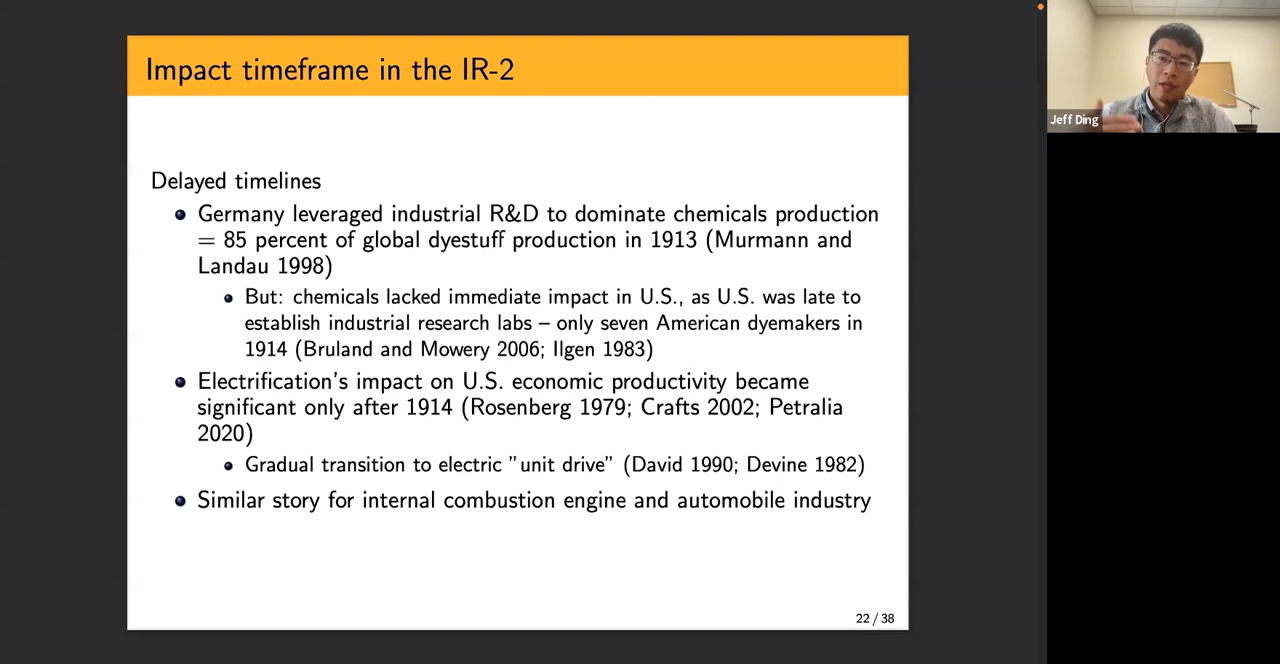 Impact timeframe in the IR-2
Delayed timelines
Germany leveraged industrial R&D to dominate chemicals production
= 85 percent of global dyestuff production in 1913 (Murmann and
Landau 1998)
But: chemicals lacked immediate impact in U.S., as U.S. was late to
establish industrial research labs – only seven American dyemakers in
1914 (Bruland and Mowery 2006; Ilgen 1983)
Electrification's impact on U.S. economic productivity became
significant only after 1914 (Rosenberg 1979; Crafts 2002; Petralia
2020)
Gradual transition to electric "unit drive" (David 1990; Devine 1982)
Similar story for internal combustion engine and automobile industry
22 / 38
Jeff Ding